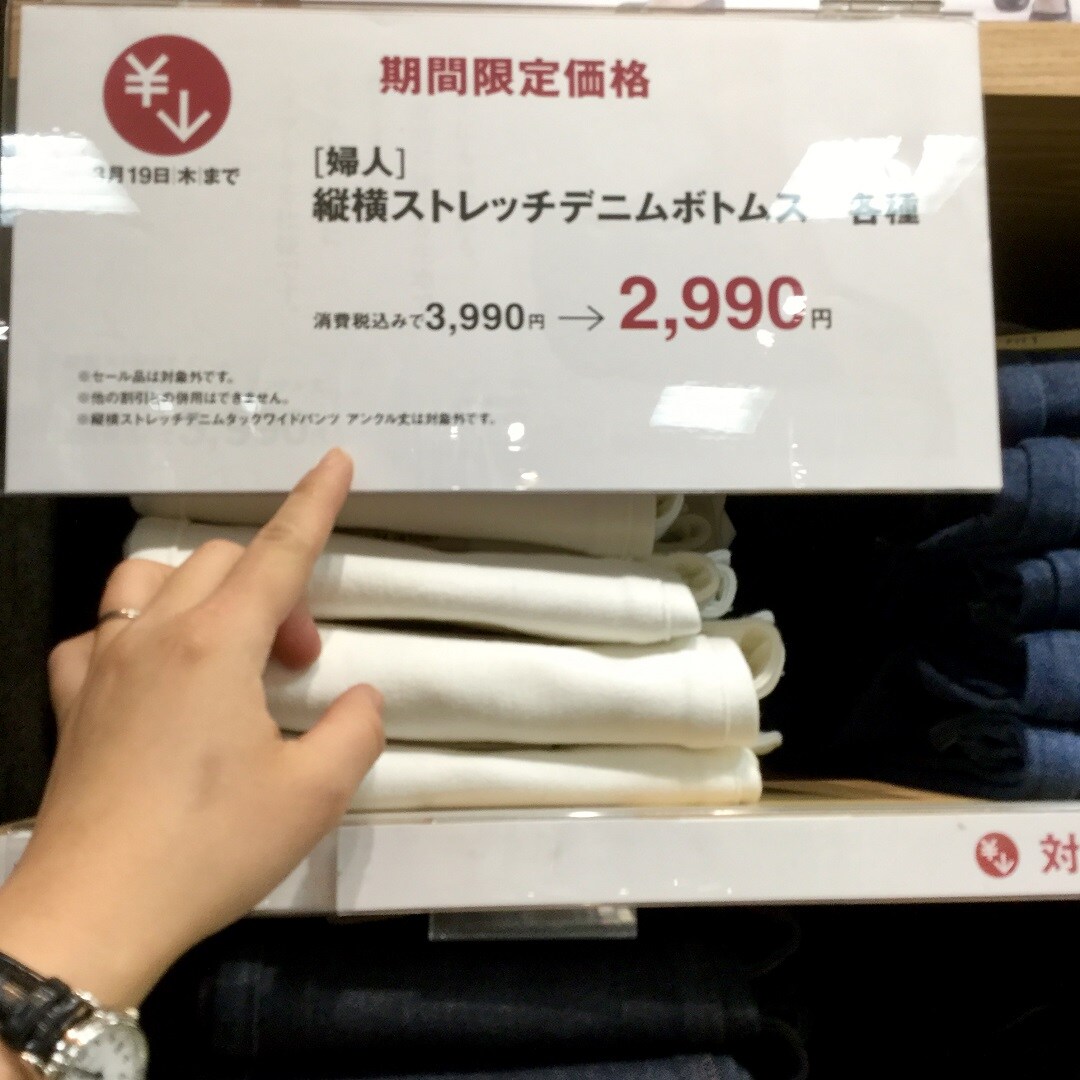 ¥↓
期間限定価格
月19日|木|まで
[婦人]
縦横ストレッチデニムボトムス 各種
消費税込みで3,990円→2,990円
※セール品は対象外です。
※他の割引との併用はできません。
※縦横ストレッチデニムタックワイドパンツ アンクル丈は対象外です。
¥↓ 対